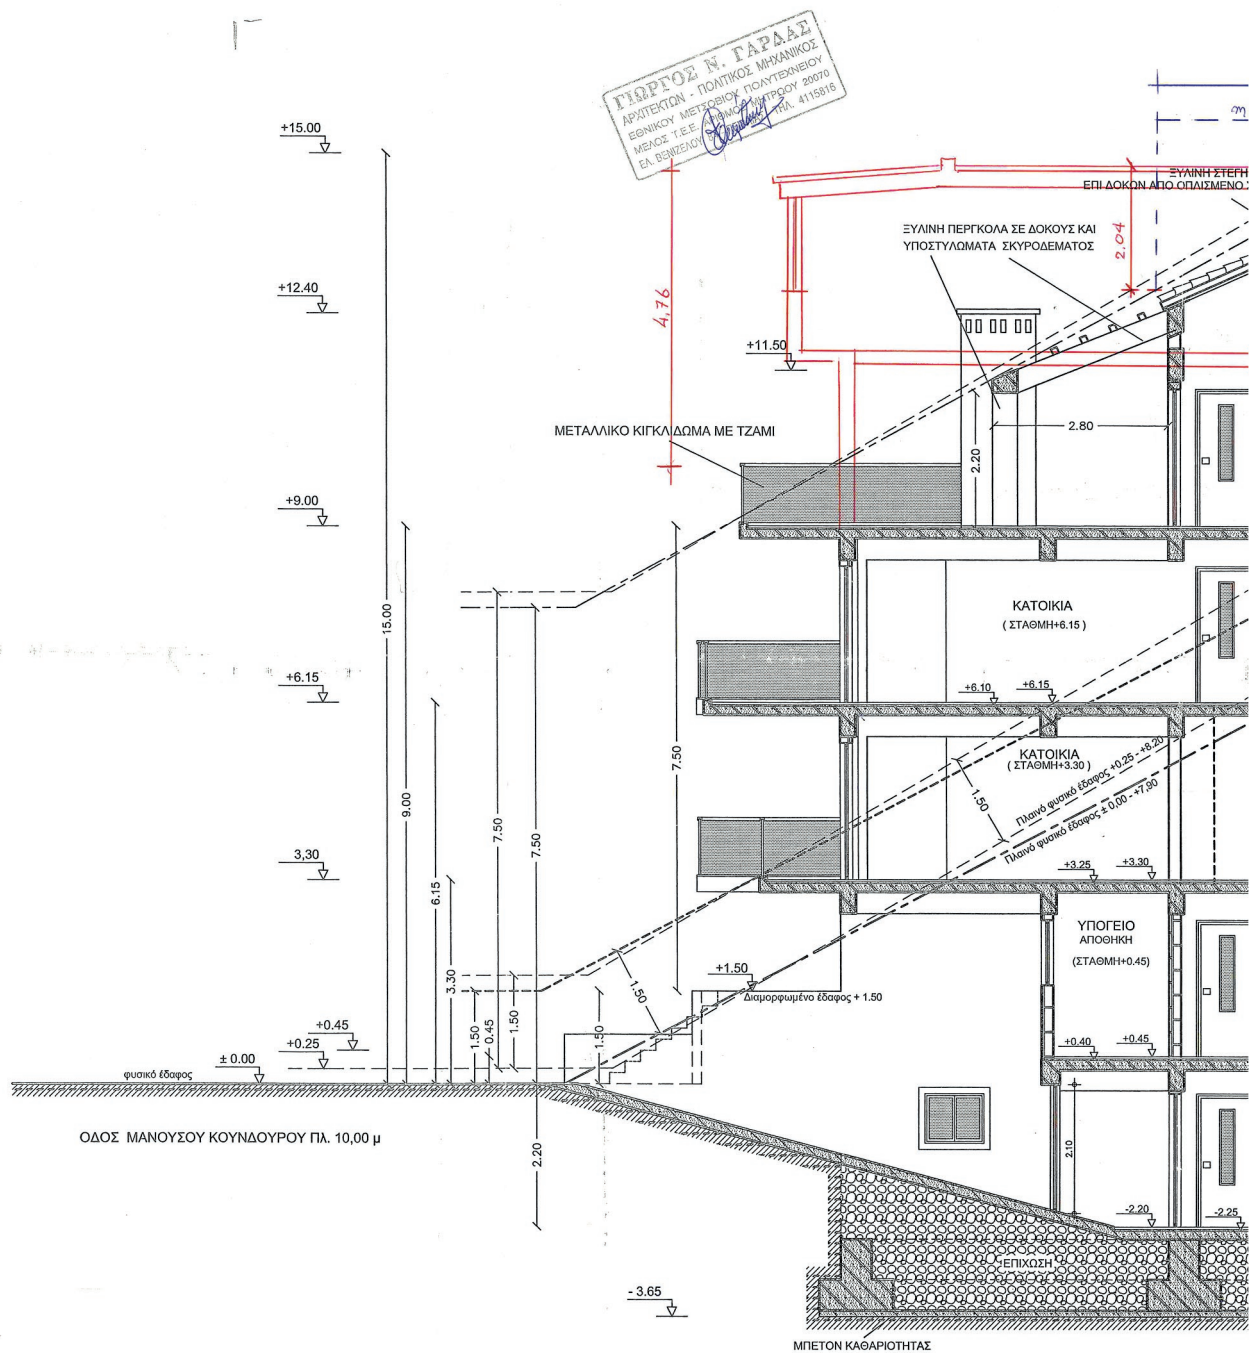 ΓΙΩΡΓΟΣ Ν. ΓΑΡΔΑΣ
ΑΡΧΙΤΕΚΤΩΝ - ΠΟΛΙΤΙΚΟΣ ΜΗΧΑΝΙΚΟΣ
ΕΘΝΙΚΟΥ ΜΕΤΣΟΒΙΟΥ ΠΟΛΥΤΕΧΝΕΙΟΥ
ΜΕΛΟΣ Τ.Ε.Ε. ΑΡΙΘΜΟΣ ΜΗΤΡΩΟΥ 20070
ΕΛ. ΒΕΝΙΖΕΛΟΥ ΤΗΛ. 4115816
+15.00
ΞΥΛΙΝΗ ΣΤΕΓΗ
ΕΠΙ ΔΟΚΩΝ ΑΠΟ ΟΠΛΙΣΜΕΝΟ
ΞΥΛΙΝΗ ΠΕΡΓΚΟΛΑ ΣΕ ΔΟΚΟΥΣ ΚΑΙ
ΥΠΟΣΤΥΛΩΜΑΤΑ ΣΚΥΡΟΔΕΜΑΤΟΣ
2.04
4,76
+12.40
+11.50
ΜΕΤΑΛΛΙΚΟ ΚΙΓΚΛΙΔΩΜΑ ΜΕ ΤΖΑΜΙ
2.80
2.20
+9.00
15.00
9.00
7.50
7.50
7.50
ΚΑΤΟΙΚΙΑ
( ΣΤΑΘΜΗ+6.15 )
+6.15
+6.10
+6.15
6.15
ΚΑΤΟΙΚΙΑ
( ΣΤΑΘΜΗ+3.30 )
1.50
Πλαινό φυσικό έδαφος +0.25 - +8.20
Πλαινό φυσικό έδαφος ± 0,00 - +7,90
3,30
3.30
+3.25
+3.30
ΥΠΟΓΕΙΟ
ΑΠΟΘΗΚΗ
(ΣΤΑΘΜΗ+0.45)
+1.50
Διαμορφωμένο έδαφος + 1.50
1.50
1.50
0.45
1.50
1.50
+0.45
+0.25
± 0.00
+0.40
+0.45
φυσικό έδαφος
ΟΔΟΣ ΜΑΝΟΥΣΟΥ ΚΟΥΝΔΟΥΡΟΥ Πλ. 10,00 μ
2.20
2.10
-2.20
-2.25
ΕΠΙΧΩΣΗ
- 3.65
ΜΠΕΤΟΝ ΚΑΘΑΡΙΟΤΗΤΑΣ